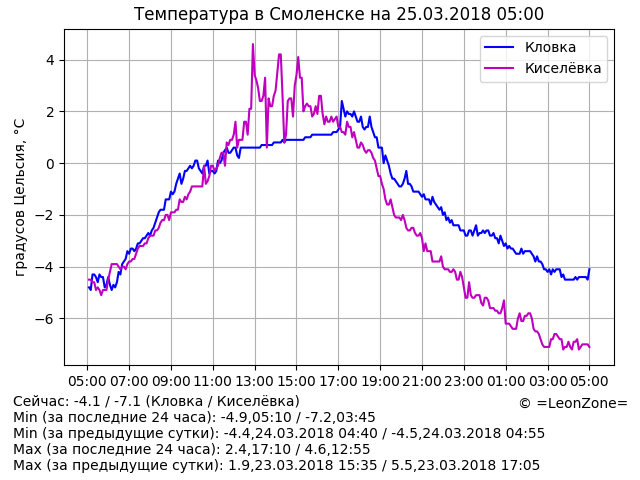 Температура в Смоленске на 25.03.2018 05:00
Кловка
Киселёвка
градусов Цельсия, °C
4
2
0
−2
−4
−6
05:00 07:00 09:00 11:00 13:00 15:00 17:00 19:00 21:00 23:00 01:00 03:00 05:00
Сейчас: -4.1 / -7.1 (Кловка / Киселёвка)
© =LeonZone=
Min (за последние 24 часа): -4.9,05:10 / -7.2,03:45
Min (за предыдущие сутки): -4.4,24.03.2018 04:40 / -4.5,24.03.2018 04:55
Max (за последние 24 часа): 2.4,17:10 / 4.6,12:55
Max (за предыдущие сутки): 1.9,23.03.2018 15:35 / 5.5,23.03.2018 17:05